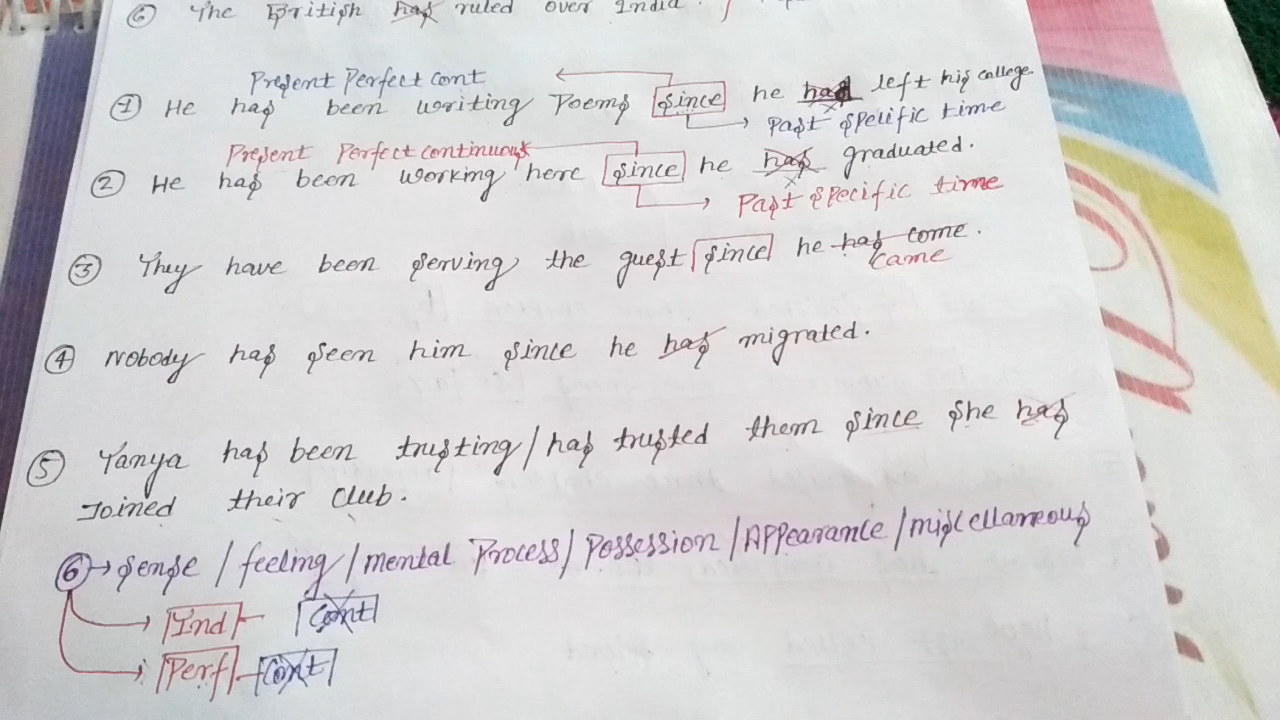 ⑥ The British has ruled over India.
Present Perfect cont
① He has been writing Poems since he has left his college.
Past specific time
Present Perfect continuous
② He has been working here since he has graduated.
Past specific time
③ They have been serving the guest since he has come.
came
④ Nobody has seen him since he has migrated.
⑤ Tanya has been trusting/has trusted them since she has
Joined their club.
⑥→ sense / feeling / mental Process / Possession / Appearance / miscellaneous
Ind - Cont
Perf - Cont